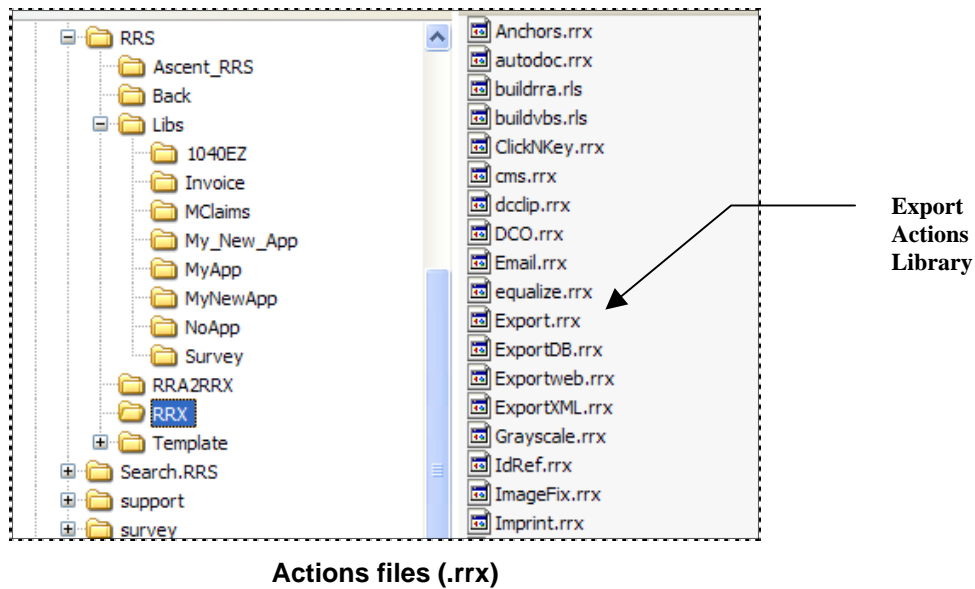 RRS
Ascent_RRS
Back
Libs
1040EZ
Invoice
MClaims
My_New_App
MyApp
MyNewApp
NoApp
Survey
RRA2RRX
RRX
Template
Search.RRS
support
survey
Anchors.rrx
autodoc.rrx
buildrra.rls
buildvbs.rls
ClickNKey.rrx
cms.rrx
dcclip.rrx
DCO.rrx
Email.rrx
equalize.rrx
Export.rrx
ExportDB.rrx
Exportweb.rrx
ExportXML.rrx
Grayscale.rrx
IdRef.rrx
ImageFix.rrx
Imprint.rrx
Export
Actions
Library
Actions files (.rrx)